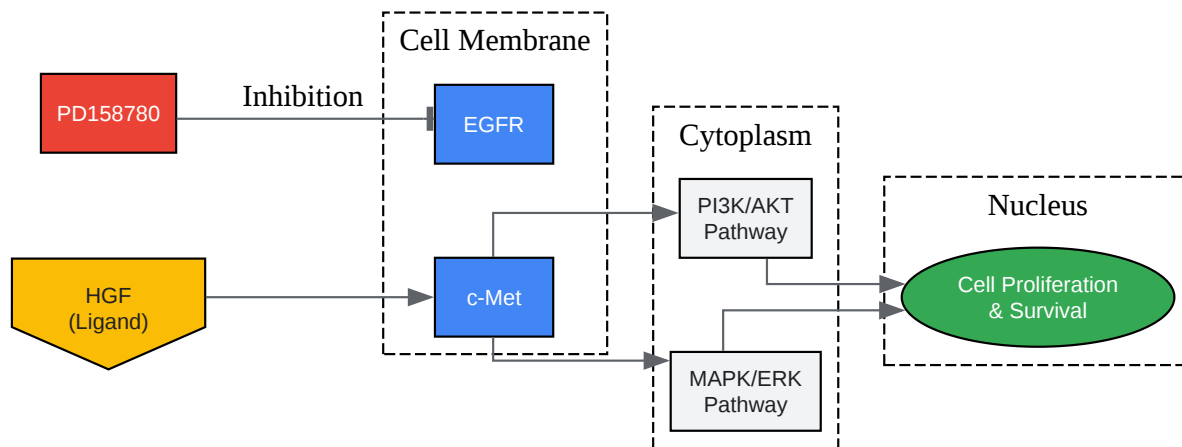 Cell Membrane
PD158780
Inhibition
EGFR
Cytoplasm
PI3K/AKT
Pathway
Nucleus
HGF
(Ligand)
c-Met
Cell Proliferation
& Survival
MAPK/ERK
Pathway